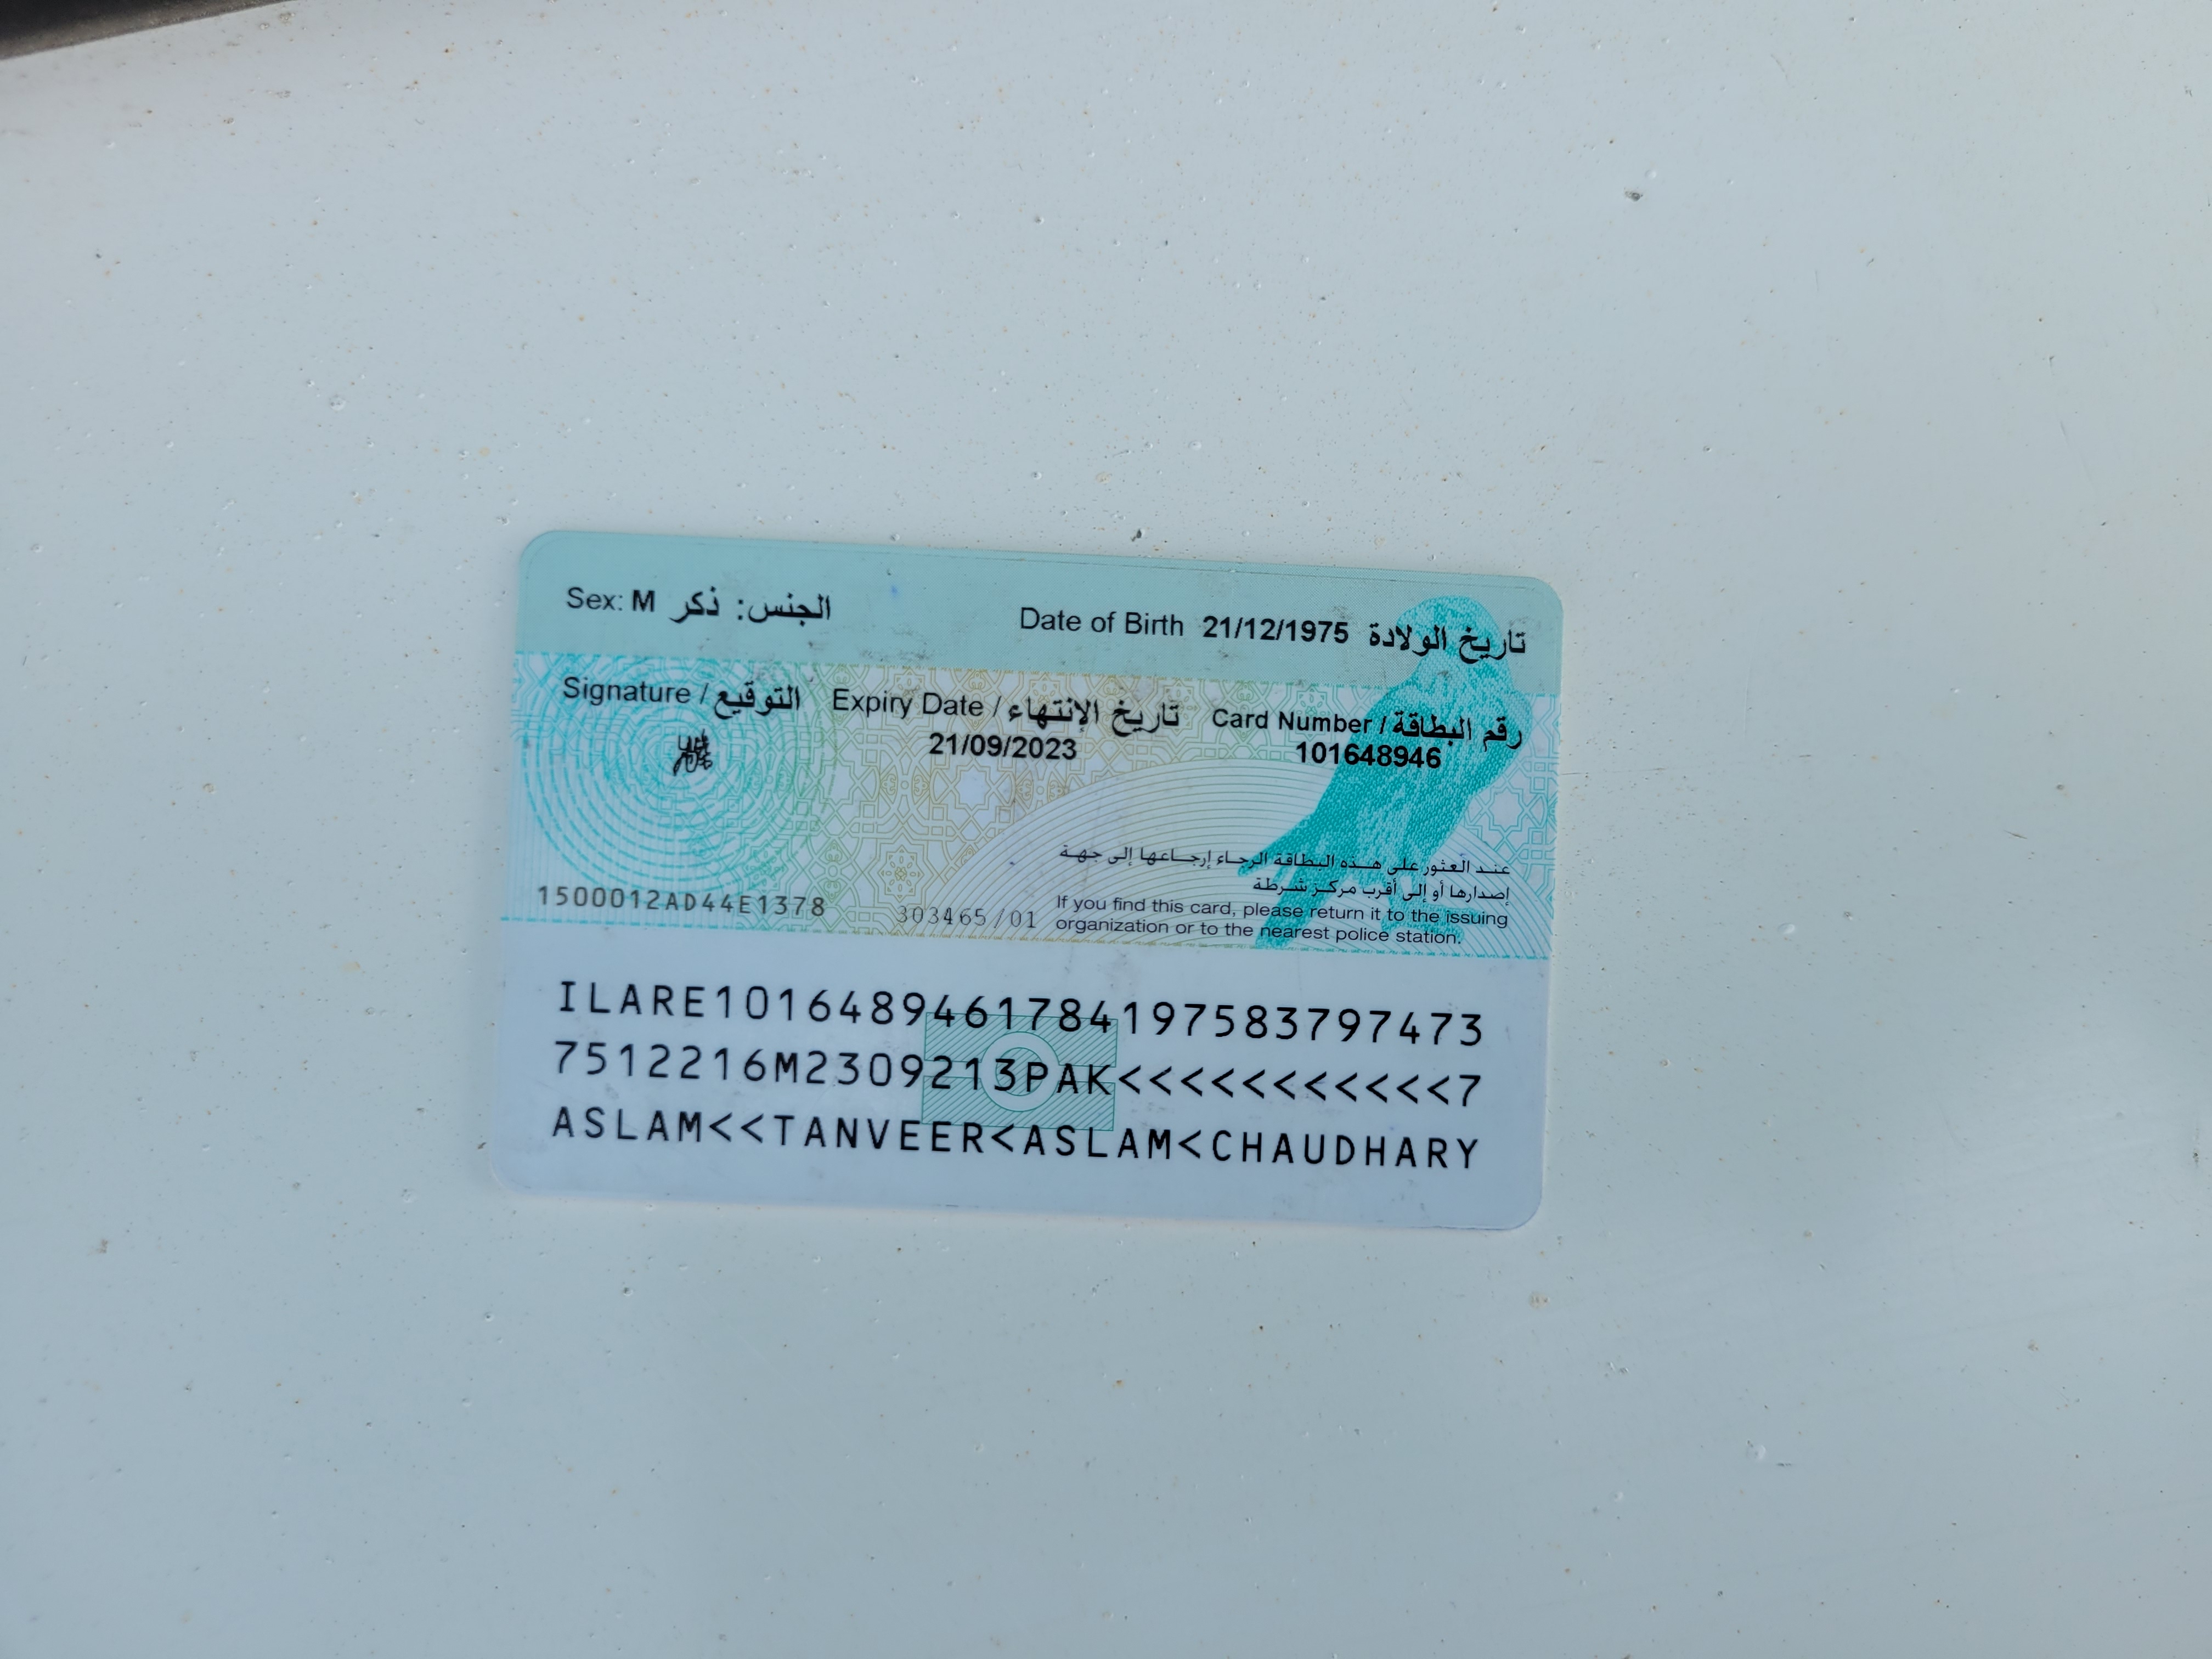 Sex: M الجنس: ذكر
Date of Birth 21/12/1975 تاريخ الولادة
Signature / التوقيع
Expiry Date / تاريخ الإنتهاء
21/09/2023
Card Number / رقم البطاقة
101648946
عند العثور على هذه البطاقة الرجاء إرجاعها إلى جهة
إصدارها أو إلى أقرب مركز شرطة
If you find this card, please return it to the issuing
organization or to the nearest police station.
1500012AD44E1378
303465/01
ILARE1016489461784197583797473
7512216M2309213PAK<<<<<<<<<<<7
ASLAM<<TANVEER<ASLAM<CHAUDHARY